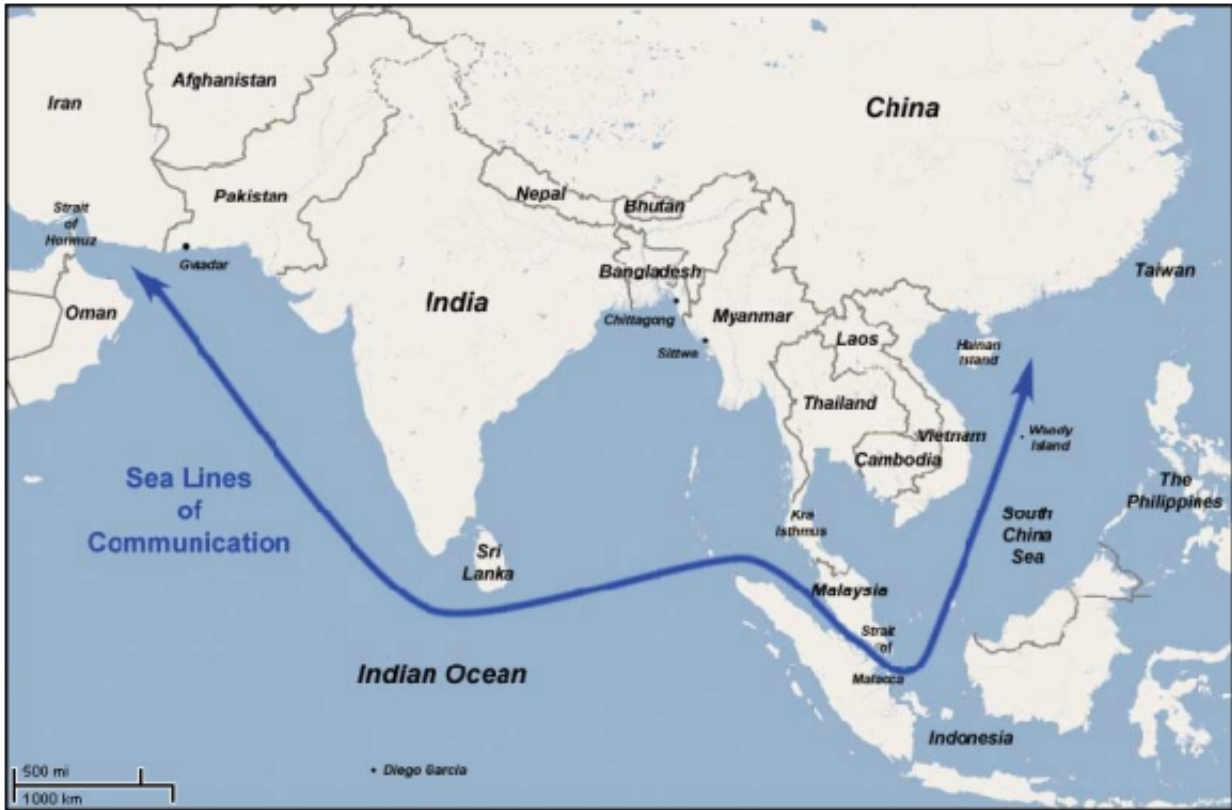 Afghanistan
Iran
China
Pakistan
Nepal
Bhutan
Strait
of
Hormuz
Gwadar
Bangladesh
Taiwan
Oman
India
Chittagong
Myanmar
Sittwe
Laos
Hainan
Island
Thailand
Vietnam
Woody
Island
Cambodia
Sea Lines
of
Communication
The
Philippines
Kra
Isthmus
South
China
Sea
Sri
Lanka
Malaysia
Strait
of
Malacca
Indian Ocean
Indonesia
500 mi
1000 km
Diego Garcia